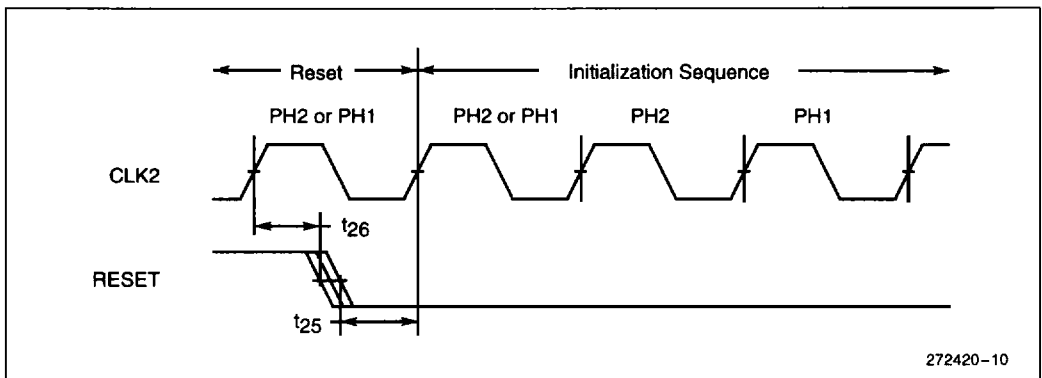 Reset
Initialization Sequence
PH2 or PH1
PH2 or PH1
PH2
PH1
CLK2
t26
RESET
t25
272420-10